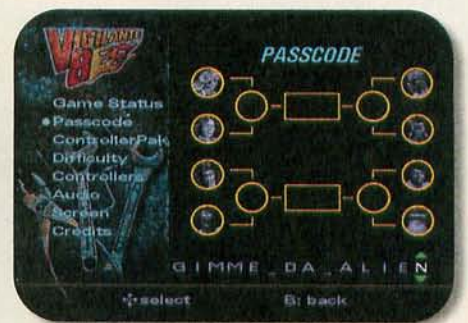 VIGILANTE
8
PASSCODE
Game Status
Passcode
ControllerPak
Difficulty
Controllers
Audio
Screen
Credits
GIMME_DA_ALIEN
select B: back